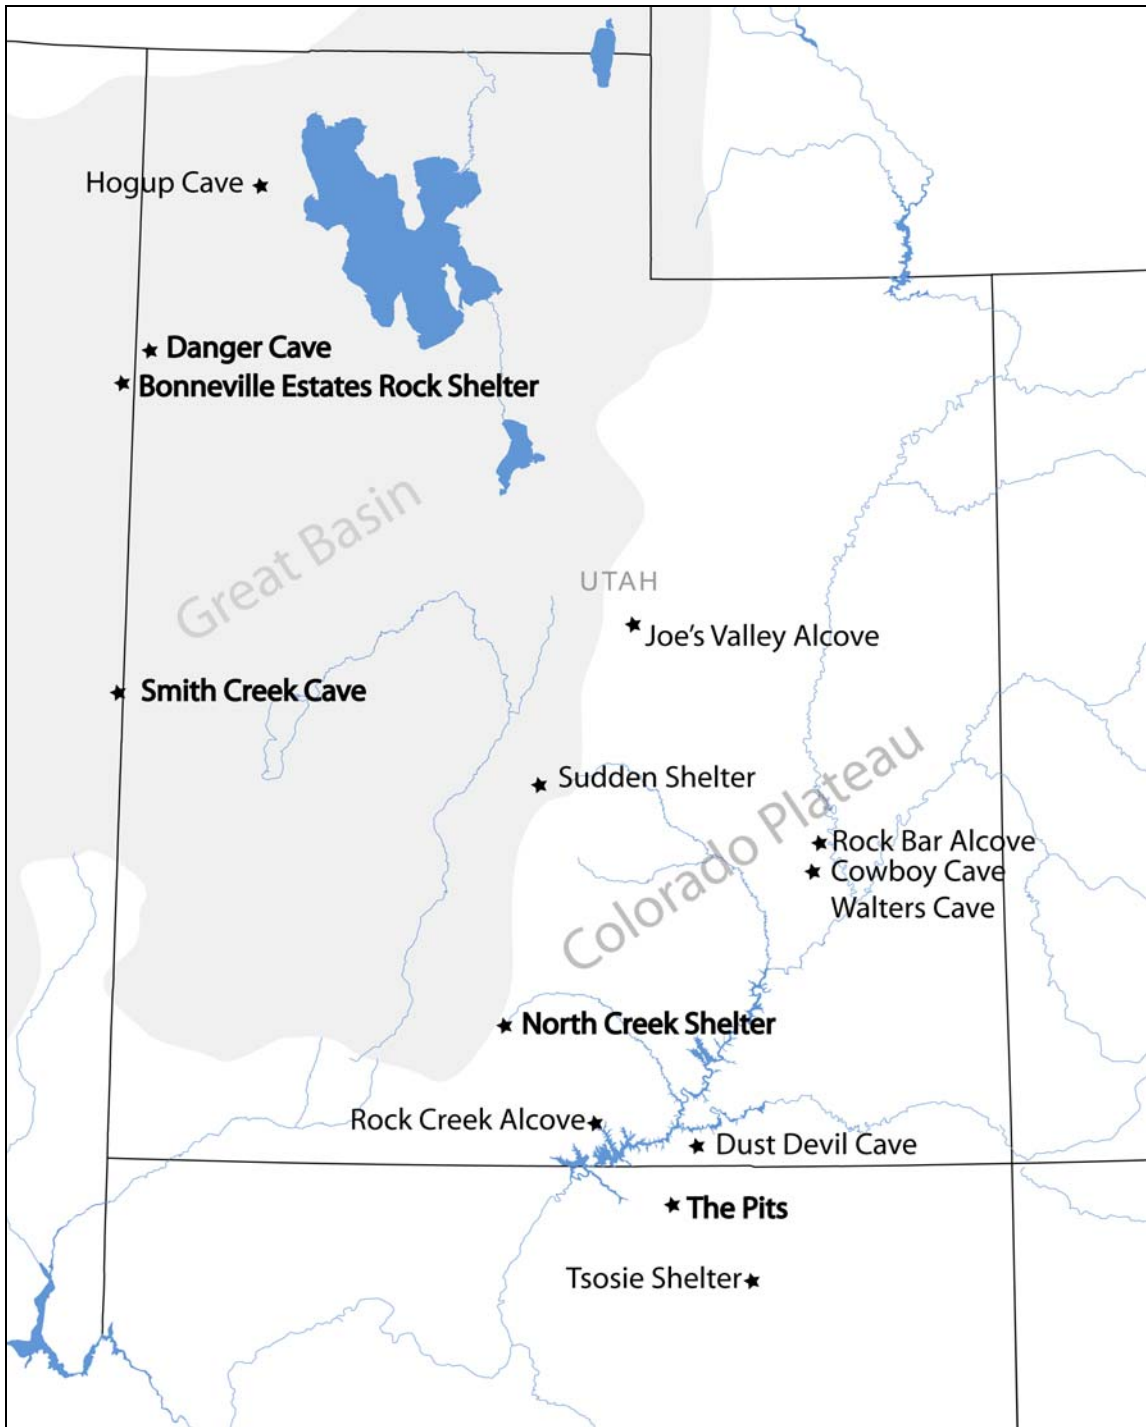 Hogup Cave
Danger Cave
Bonneville Estates Rock Shelter
Great Basin
UTAH
Joe's Valley Alcove
Smith Creek Cave
Sudden Shelter
Colorado Plateau
Rock Bar Alcove
Cowboy Cave
Walters Cave
North Creek Shelter
Rock Creek Alcove
Dust Devil Cave
The Pits
Tsosie Shelter